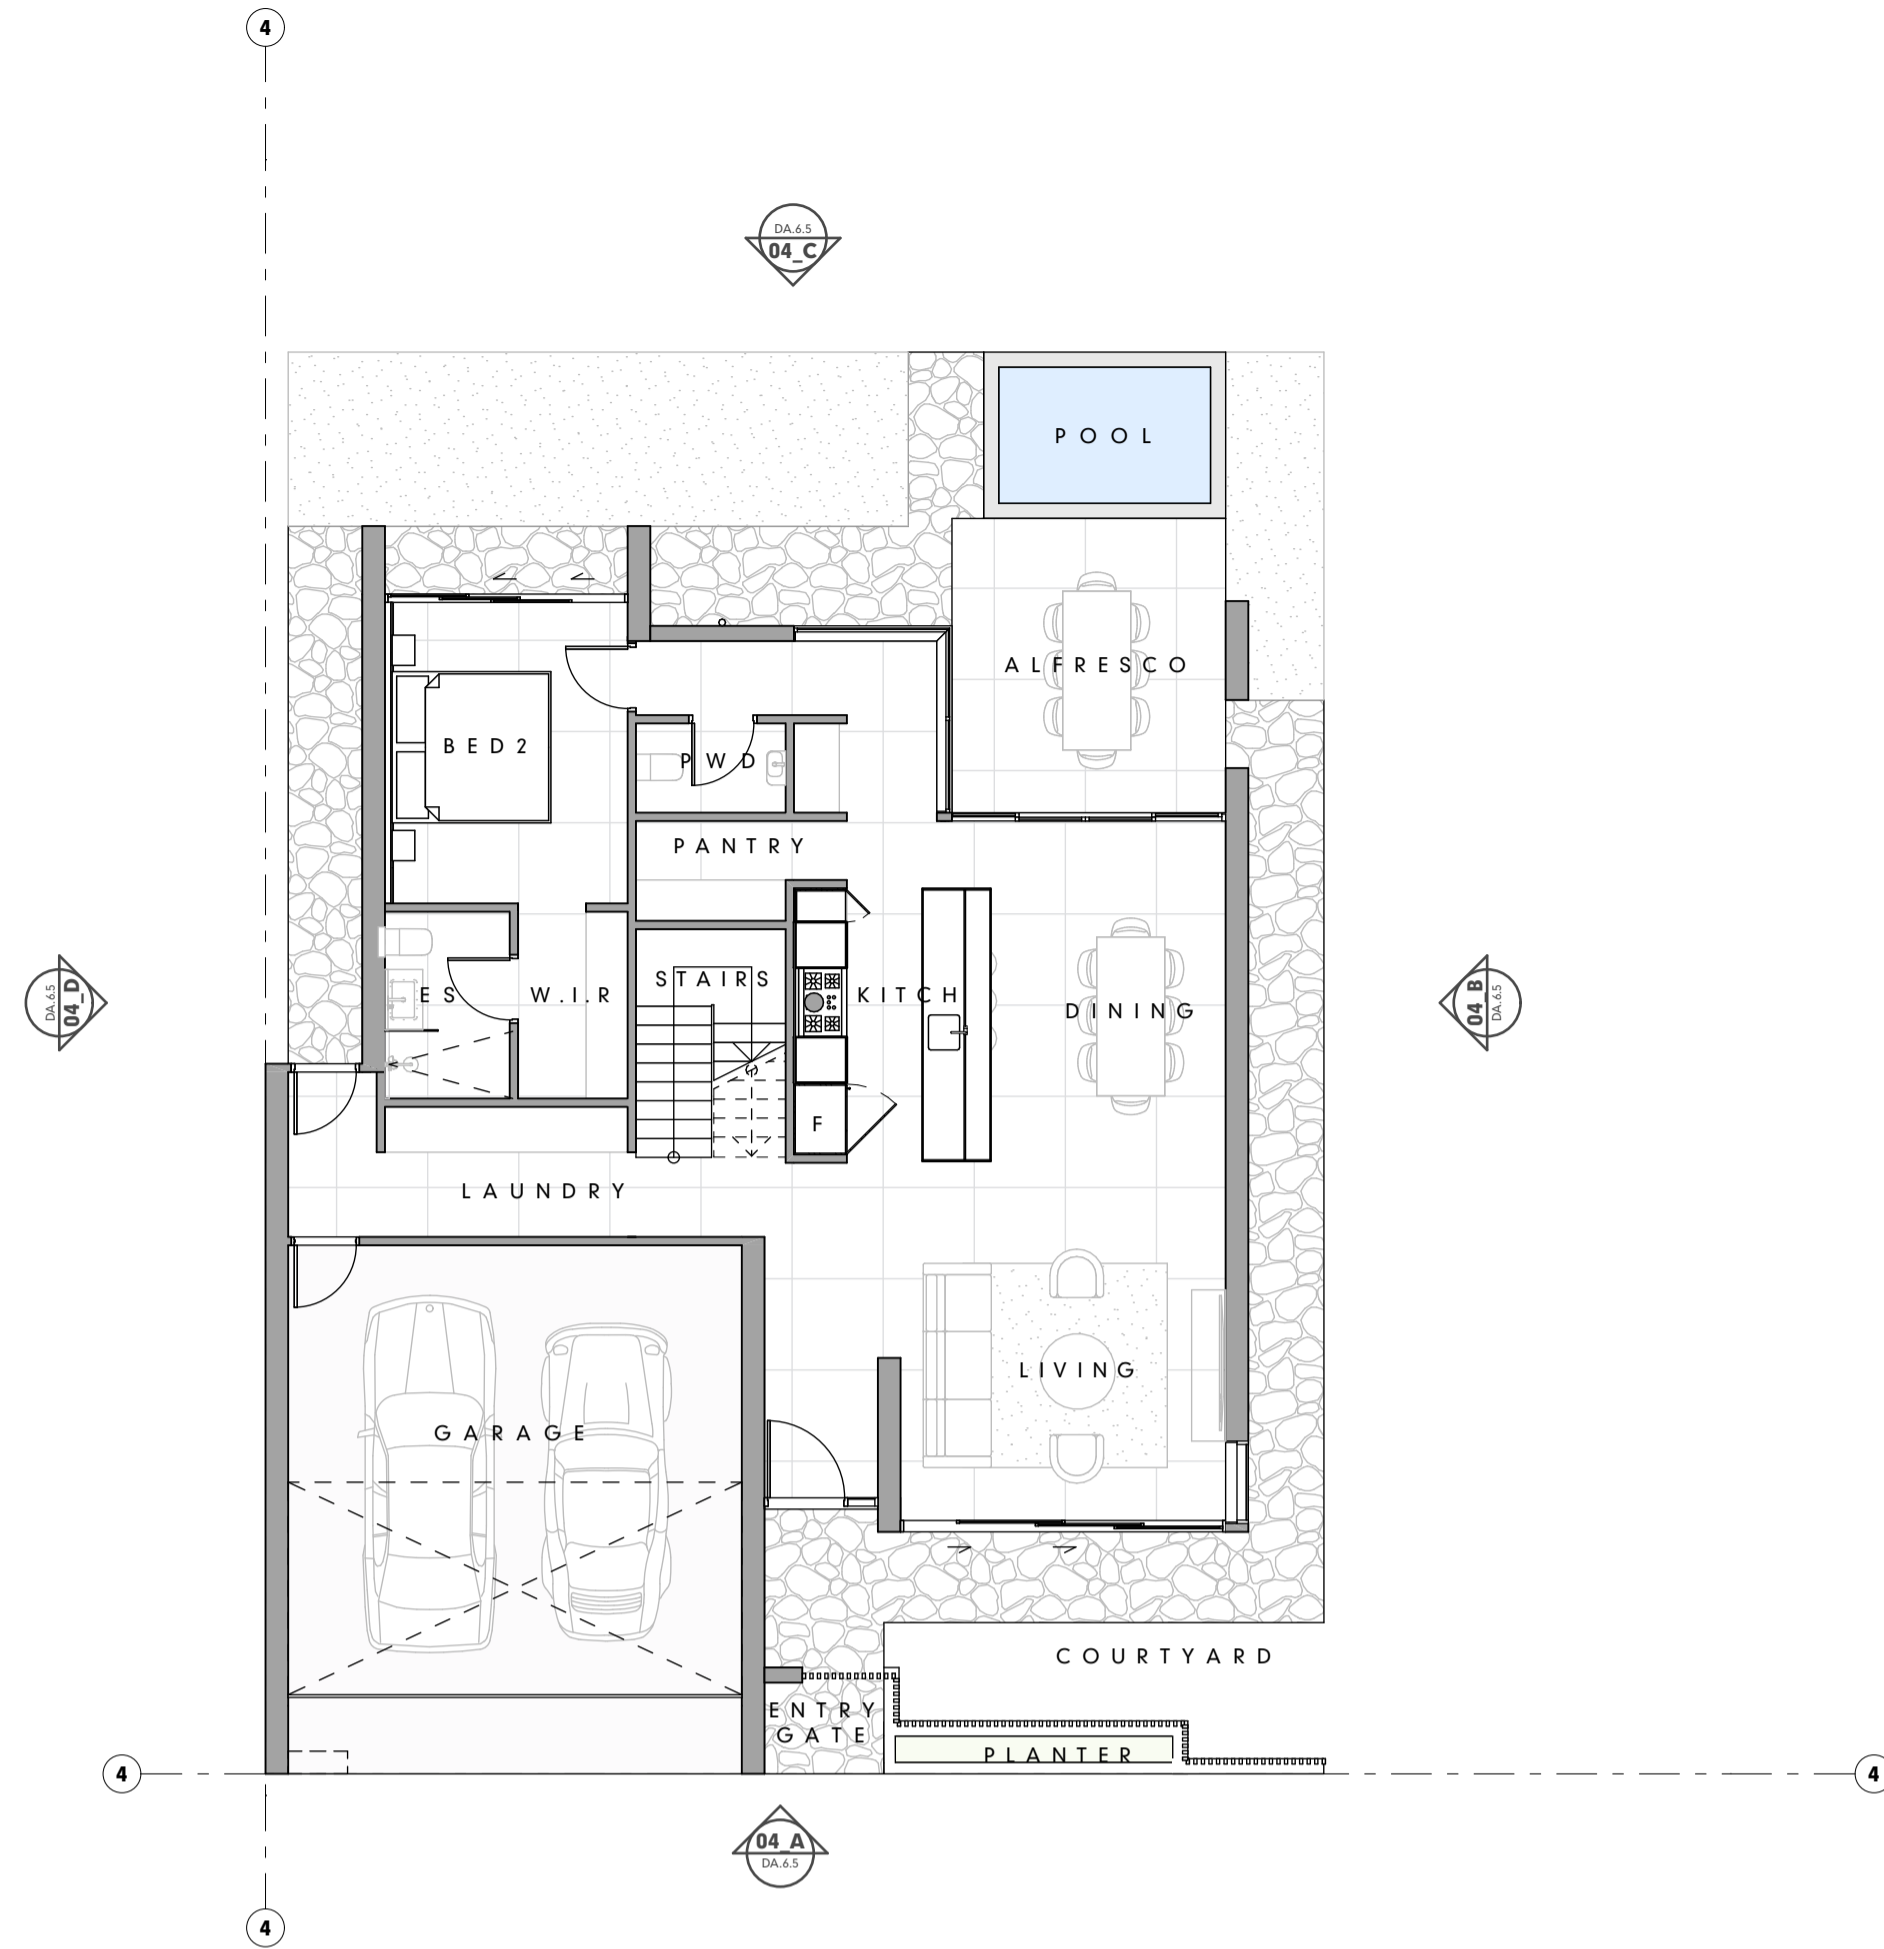 4
DA.6.5
04_C
POOL
ALFRESCO
BED2
PWD
PANTRY
STAIRS
ES
W.I.R
KITCH
DINING
DA.6.5
04_D
04_B
DA.6.5
F
LAUNDRY
LIVING
GARAGE
COURTYARD
ENTRY
GATE
PLANTER
4
4
04_A
DA.6.5
4